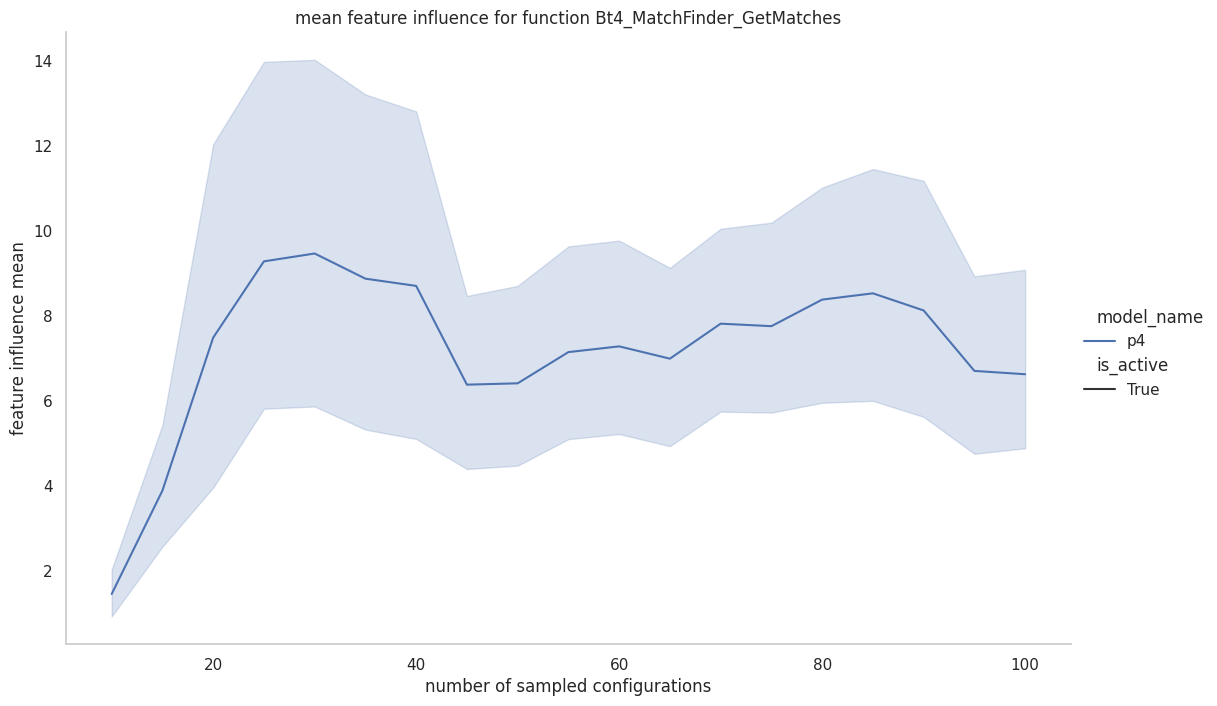 mean feature influence for function Bt4_MatchFinder_GetMatches
14
12
10
8
6
4
2
feature influence mean
20
40
60
80
100
number of sampled configurations
model_name
p4
is_active
True